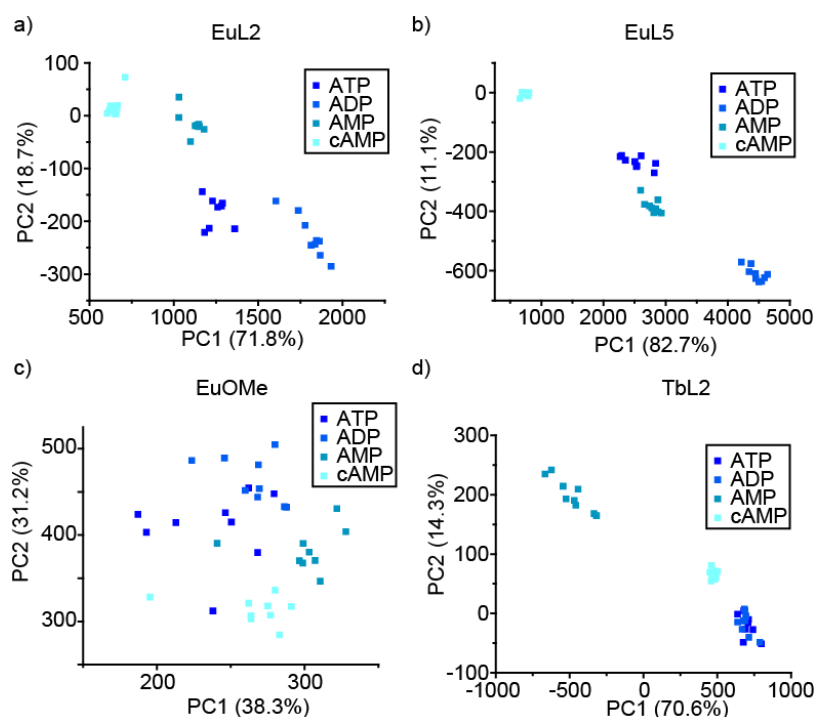 a)
EuL2
PC2 (18.7%)
100
0
-100
-200
-300
500
1000
1500
2000
PC1 (71.8%)
ATP
ADP
AMP
cAMP
b)
EuL5
PC2 (11.1%)
0
-200
-400
-600
1000
2000
3000
4000
5000
PC1 (82.7%)
ATP
ADP
AMP
cAMP
c)
EuOMe
PC2 (31.2%)
500
400
300
200
300
PC1 (38.3%)
ATP
ADP
AMP
cAMP
d)
TbL2
PC2 (14.3%)
300
200
100
0
-100
-1000
-500
0
500
1000
PC1 (70.6%)
ATP
ADP
AMP
cAMP